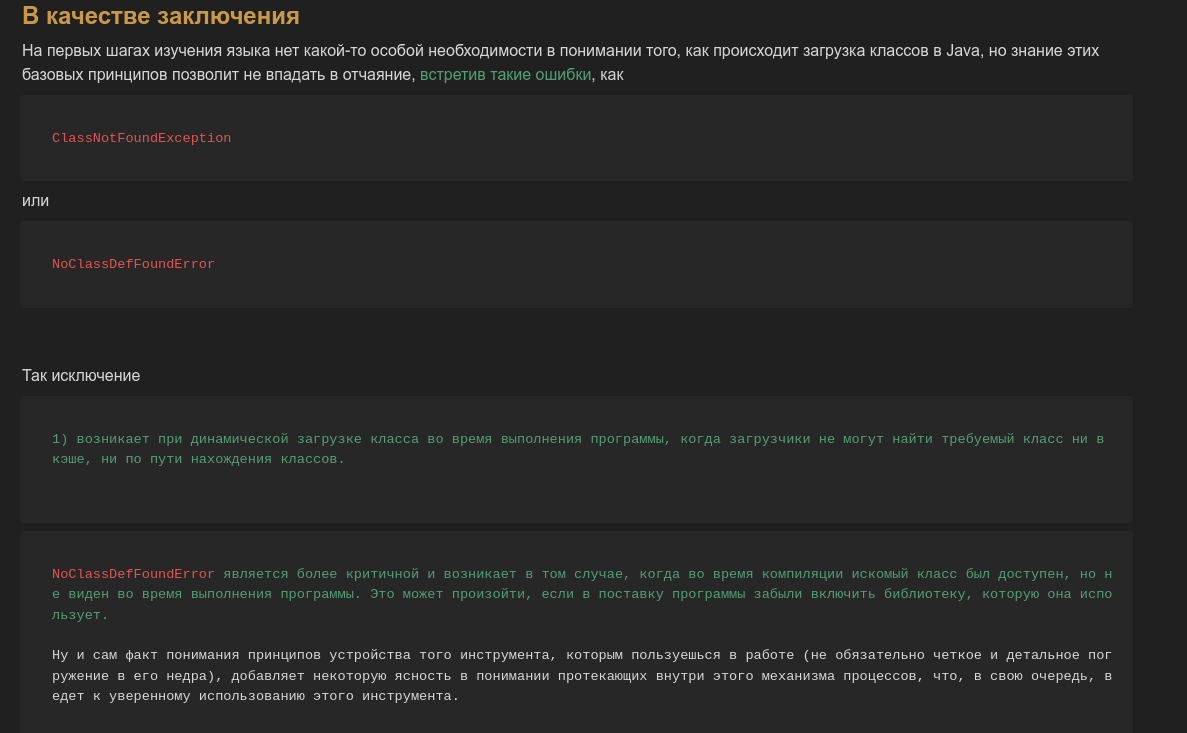 В качестве заключения
На первых шагах изучения языка нет какой-то особой необходимости в понимании того, как происходит загрузка классов в Java, но знание этих
базовых принципов позволит не впадать в отчаяние, встретив такие ошибки, как
ClassNotFoundException
или
NoClassDefFoundError
Так исключение
1) возникает при динамической загрузке класса во время выполнения программы, когда загрузчики не могут найти требуемый класс ни в
кэше, ни по пути нахождения классов.
NoClassDefFoundError является более критичной и возникает в том случае, когда во время компиляции искомый класс был доступен, но н
е виден во время выполнения программы. Это может произойти, если в поставку программы забыли включить библиотеку, которую она испо
льзует.
Ну и сам факт понимания принципов устройства того инструмента, которым пользуешься в работе (не обязательно четкое и детальное пог
ружение в его недра), добавляет некоторую ясность в понимании протекающих внутри этого механизма процессов, что, в свою очередь, в
едет к уверенному использованию этого инструмента.